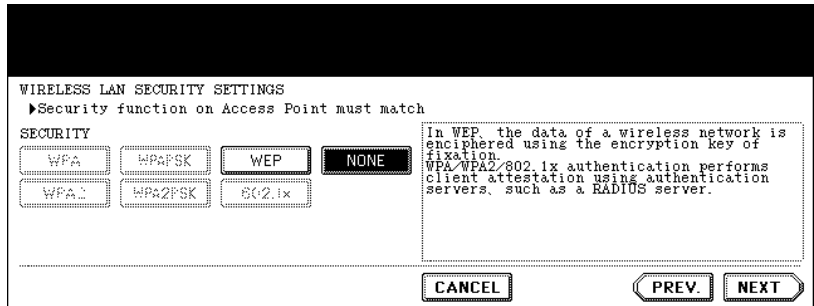 WIRELESS LAN SECURITY SETTINGS
▶Security function on Access Point must match
SECURITY
WPA WPAPSK WEP NONE
WPA2 WPA2PSK 802.1x
In WEP、the data of a wireless network is
enciphered using the encryption key of
fixation.
WPA/WPA2/802.1x authentication performs
client attestation using authentication
servers、such as a RADIUS server.
CANCEL PREV. NEXT